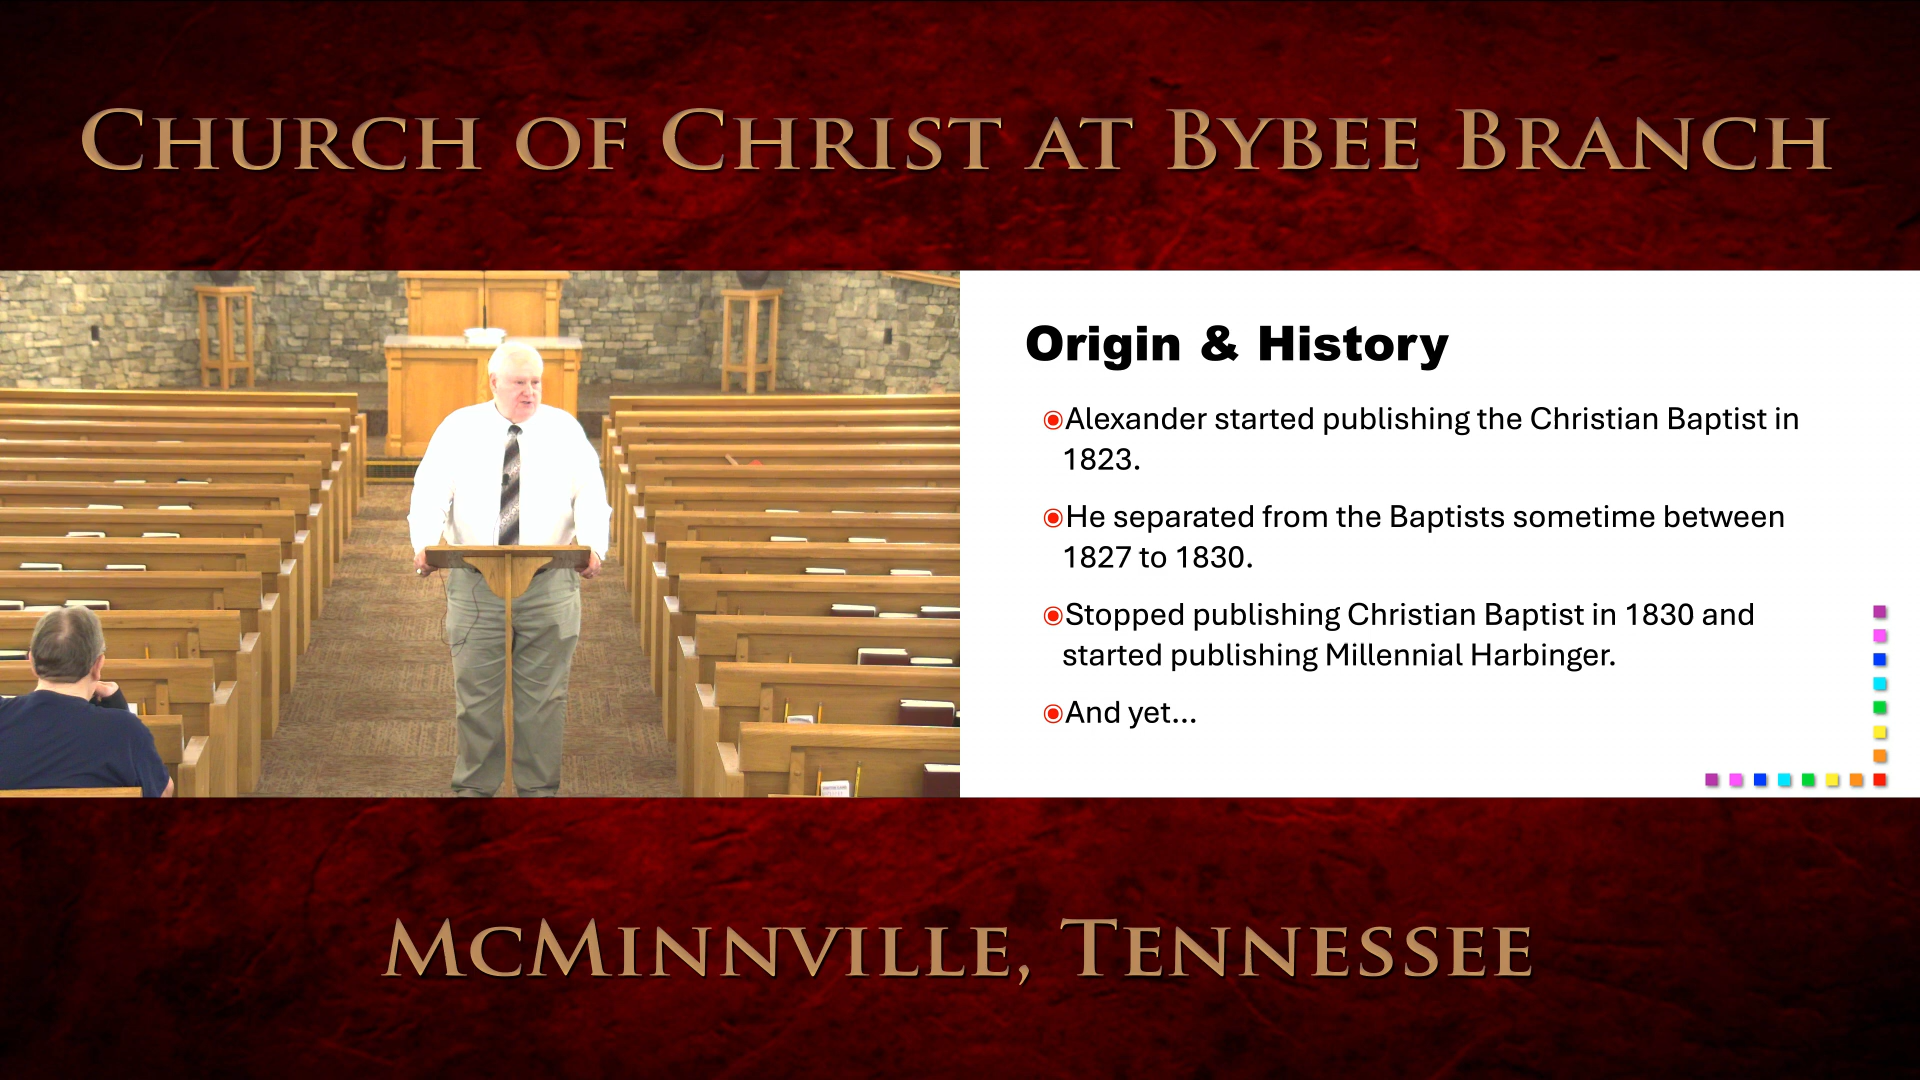 Church of Christ at Bybee Branch
Origin & History
Alexander started publishing the Christian Baptist in
1823.
He separated from the Baptists sometime between
1827 to 1830.
Stopped publishing Christian Baptist in 1830 and
started publishing Millennial Harbinger.
And yet...
McMinnville, Tennessee